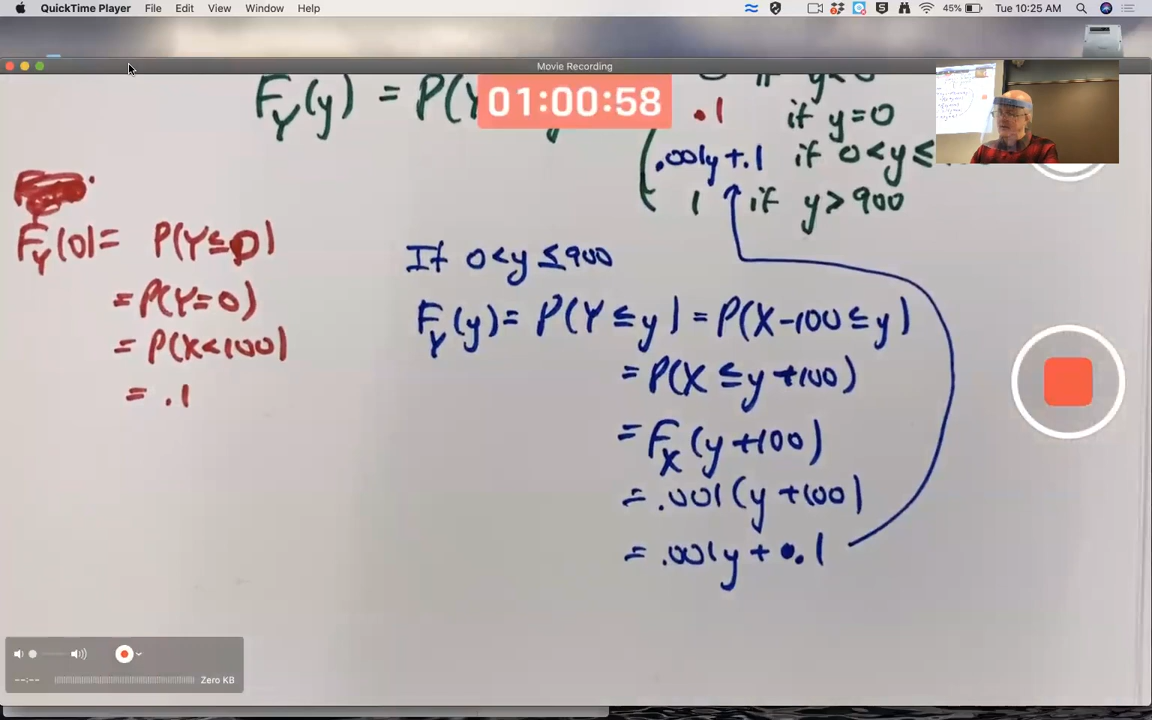 QuickTime Player File Edit View Window Help 45% Tue 10:25 AM
Movie Recording
01:00:58
F_Y(y) = P(Y
if y<0
.1 if y=0
.001y+.1 if 0<y≤
1 if y>900
F_Y(0)= P(Y≤0)
=P(Y=0)
= P(X<100)
= .1
If 0<y≤900
F_Y(y)= P(Y≤y)=P(X-100≤y)
=P(X≤y+100)
=F_X(y+100)
=.001(y+100)
=.001y+.1
--:-- Zero KB